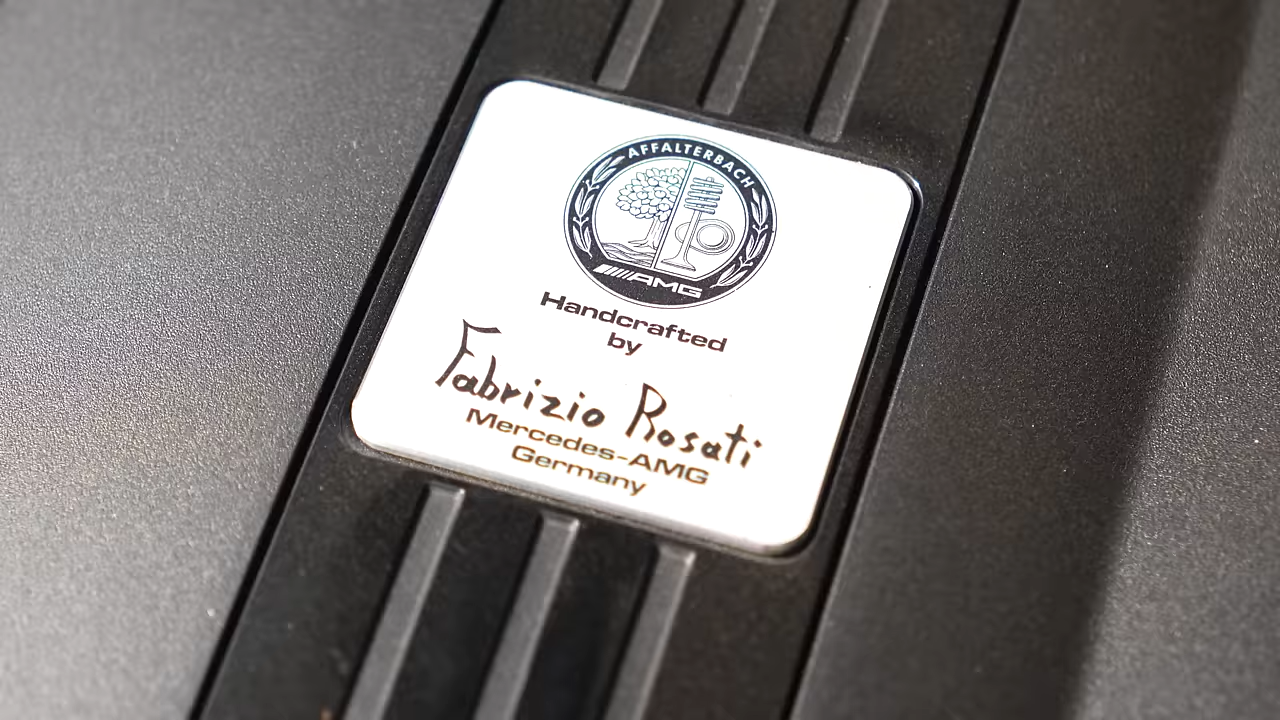 AFFALTERBACH
AMG
Handcrafted
by
Fabrizio Rosati
Mercedes-AMG
Germany